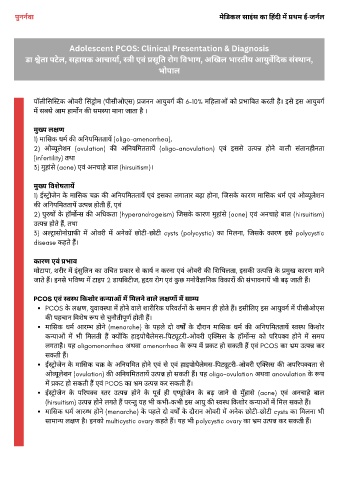 पुनर्नवा
मेडिकल साइंस का हिंदी में प्रथम ई-जर्नल
Adolescent PCOS: Clinical Presentation & Diagnosis
डा श्वेता पटेल, सहायक आचार्या, स्त्री एवं प्रसूति रोग विभाग, अखिल भारतीय आयुर्वेदिक संस्थान,
भोपाल
पॉलीसिस्टिक ओवरी सिंड्रोम (पीसीओएस) प्रजनन आयुवर्ग की 6-10% महिलाओं को प्रभावित करती है। इसे इस आयुवर्ग
में सबसे आम हार्मोन की समस्या माना जाता है ।
मुख्य लक्षण
1) मासिक धर्म की अनियमिततायें (oligo-amenorrhea),
2) ओव्यूलेशन (ovulation) की अनियमिततायें (oligo-anovulation) एवं इससे उत्पन्न होने वाली संतानहीनता
(infertility) तथा
3) मुहांसे (acne) एवं अनचाहे बाल (hirsuitism)।
मुख्य विशेषतायें
1) ईस्ट्रोजेन के मासिक चक्र की अनियमिततायें एवं इसका लगातार बढ़ा होना, जिसके कारण मासिक धर्म एवं ओव्यूलेशन
की अनियमिततायें उत्पन्न होती हैं, एवं
2) पुरुषों के हॉर्मोन्स की अधिकता (hyperandrogeism) जिसके कारण मुहांसे (acne) एवं अनचाहे बाल (hirsuitism)
उत्पन्न होते हैं, तथा
3) अल्ट्रासोनोग्राफी में ओवरी में अनेकों छोटी-छोटी cysts (polycystic) का मिलना, जिसके कारण इसे polycystic
disease कहते हैं।
कारण एवं प्रभाव
मोटापा, शरीर में इंसुलिन का उचित प्रकार से कार्य न करना एवं ओवरी की शिथिलता, इसकी उत्पत्ति के प्रमुख कारण माने
जाते हैं। इनसे भविष्य में टाइप 2 डायबिटीज, हृदय रोग एवं कुछ मनोवैज्ञानिक विकारों की संभावनायें भी बढ़ जाती हैं।
PCOS एवं स्वस्थ किशोर कन्याओं में मिलने वाले लक्षणों में साम्य
• PCOS के लक्षण, युवावस्था में होने वाले शारीरिक परिवर्तनों के समान ही होते हैं। इसीलिए इस आयुवर्ग में पीसीओएस
की पहचान विशेष रूप से चुनौतीपूर्ण होती है।
• मासिक धर्म आरम्भ होने (menarche) के पहले दो वर्षों के दौरान मासिक धर्म की अनियमिततायें स्वस्थ किशोर
कन्याओं में भी मिलती हैं क्योंकि हाइपोथैलेमस-पिट्यूटरी-ओवरी एक्सिस के हॉर्मोन्स को परिपक्व होने में समय
लगता है। यह oligomenorrhea अथवा amenorrhea के रूप में प्रकट हो सकती हैं एवं PCOS का भ्रम उत्पन्न कर
सकती हैं।
• ईस्ट्रोजेन के मासिक चक्र के अनियमित होने एवं से एवं हाइपोथैलेमस-पिट्यूटरी-ओवरी एक्सिस की अपरिपक्वता से
ओव्यूलेशन (ovulation) की अनियमिततायें उत्पन्न हो सकती हैं। यह oligo-ovulation अथवा anovulation के रूप
में प्रकट हो सकती हैं एवं PCOS का भ्रम उत्पन्न कर सकती हैं।
• ईस्ट्रोजेन के परिपक्व स्तर उत्पन्न होने के पूर्व ही एण्ड्रोजेन के बढ़ जाने से मुँहासे (acne) एवं अनचाहे बाल
(hirsuitism) उत्पन्न होने लगते हैं परन्तु यह भी कभी-कभी इस आयु की स्वस्थ किशोर कन्याओं में मिल सकते हैं।
• मासिक धर्म आरम्भ होने (menarche) के पहले दो वर्षों के दौरान ओवरी में अनेक छोटी-छोटी cysts का मिलना भी
सामान्य लक्षण है। इनको multicystic ovary कहते हैं। यह भी polycystic ovary का भ्रम उत्पन्न कर सकती हैं।